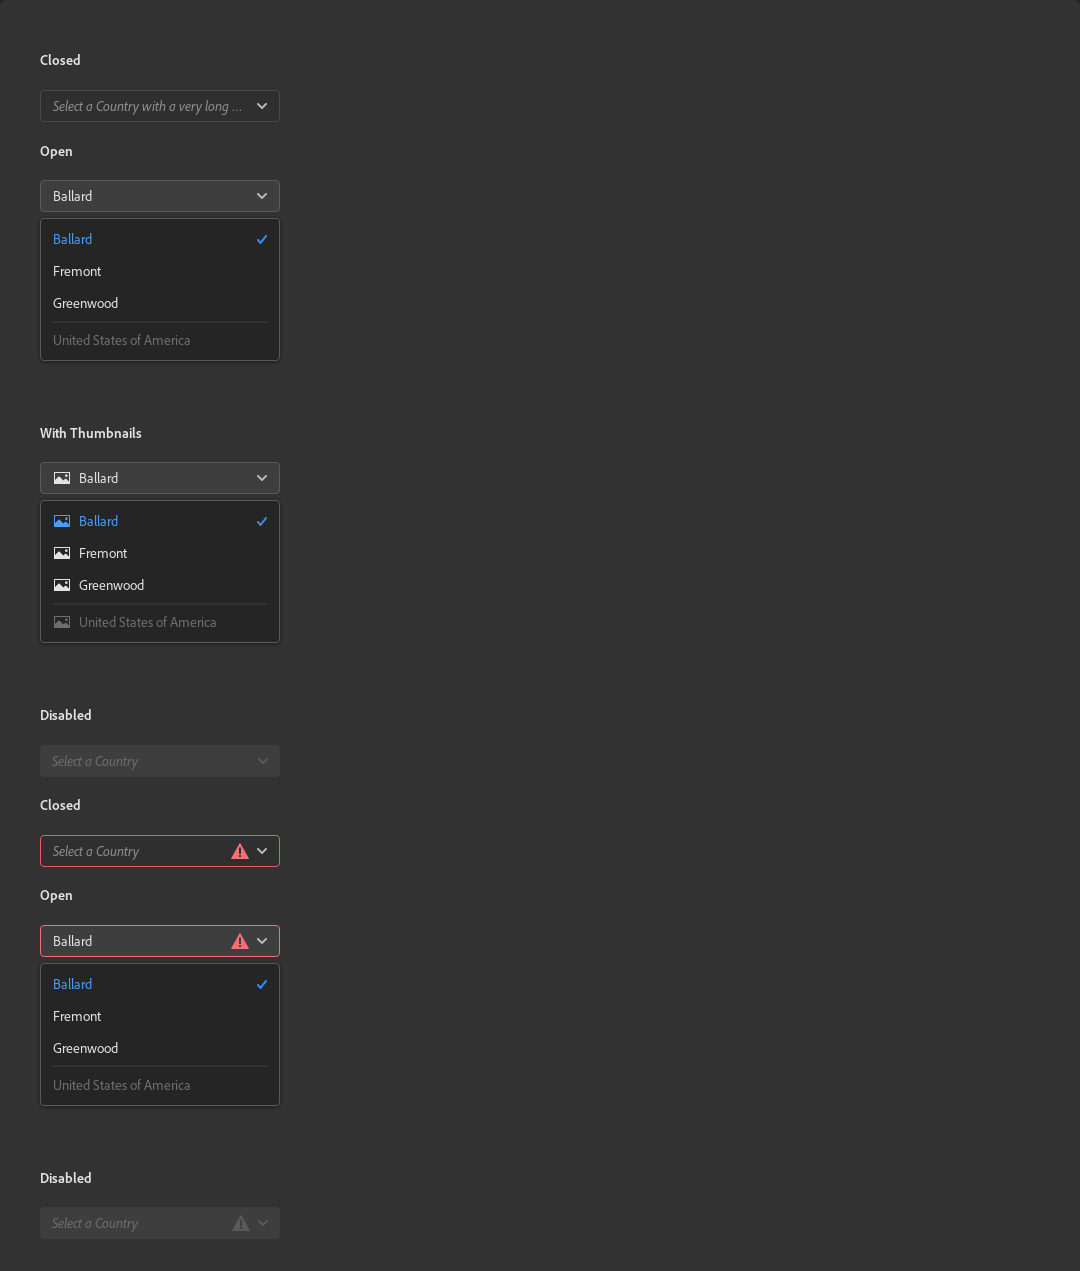 Closed
Select a Country with a very long ...
Open
Ballard
Ballard
Fremont
Greenwood
United States of America
With Thumbnails
Ballard
Ballard
Fremont
Greenwood
United States of America
Disabled
Select a Country
Closed
Select a Country
Open
Ballard
Ballard
Fremont
Greenwood
United States of America
Disabled
Select a Country